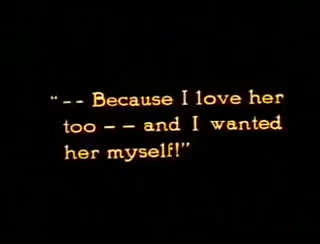 “-- Because I love her
too -- and I wanted
her myself!”